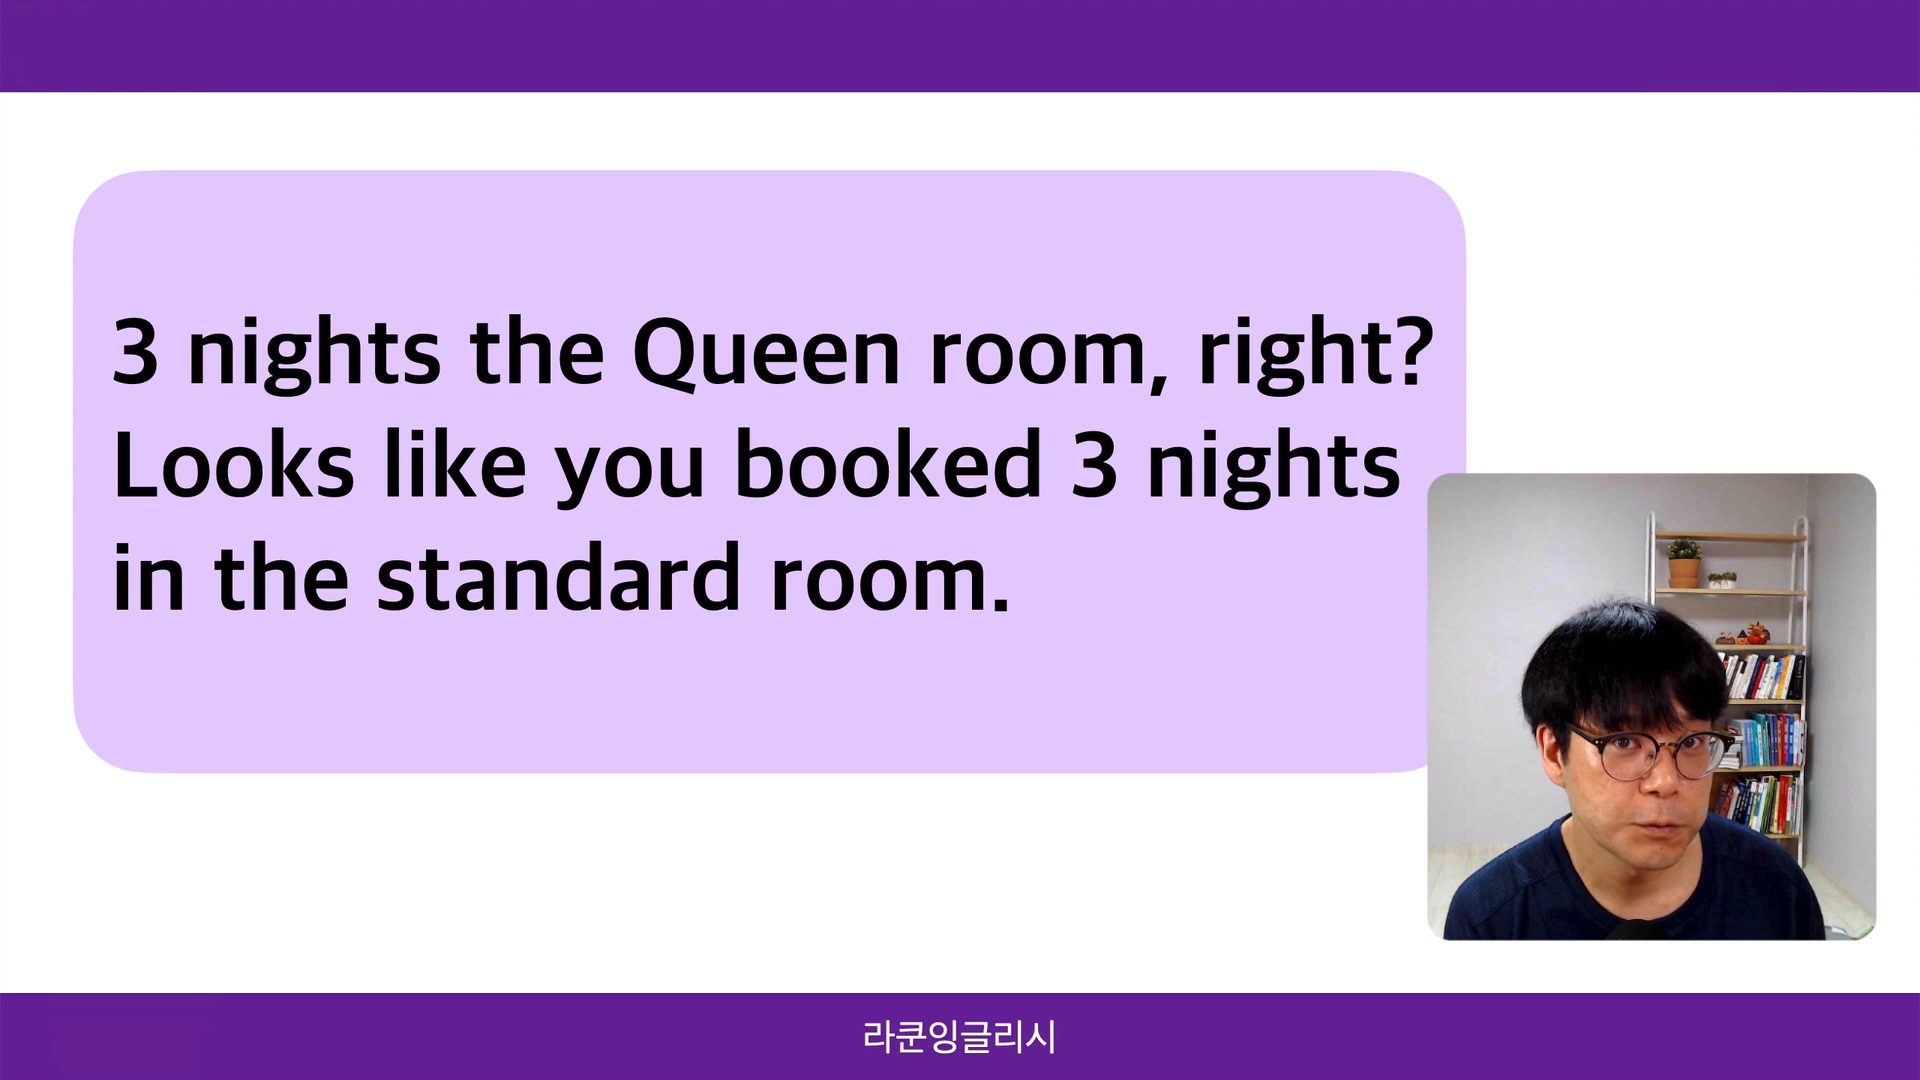 3 nights the Queen room, right?
Looks like you booked 3 nights
in the standard room.
라쿤잉글리시